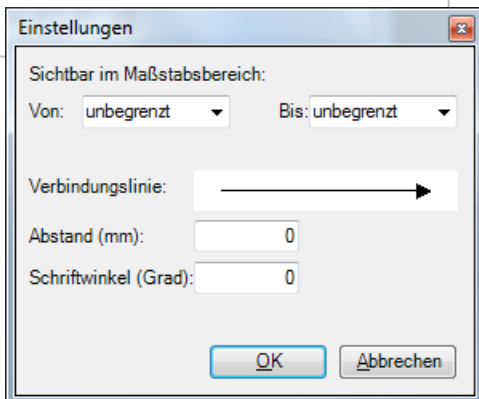 Einstellungen
Sichtbar im Maßstabsbereich:
Von: unbegrenzt Bis: unbegrenzt
Verbindungslinie:
Abstand (mm): 0
Schriftwinkel (Grad): 0
OK Abbrechen